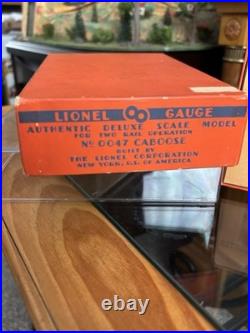 LIONEL OO GAUGE
AUTHENTIC DELUXE SCALE MODEL
FOR TWO RAIL OPERATION
No 0047 CABOOSE
BUILT BY
THE LIONEL CORPORATION
NEW YORK, U.S. OF AMERICA